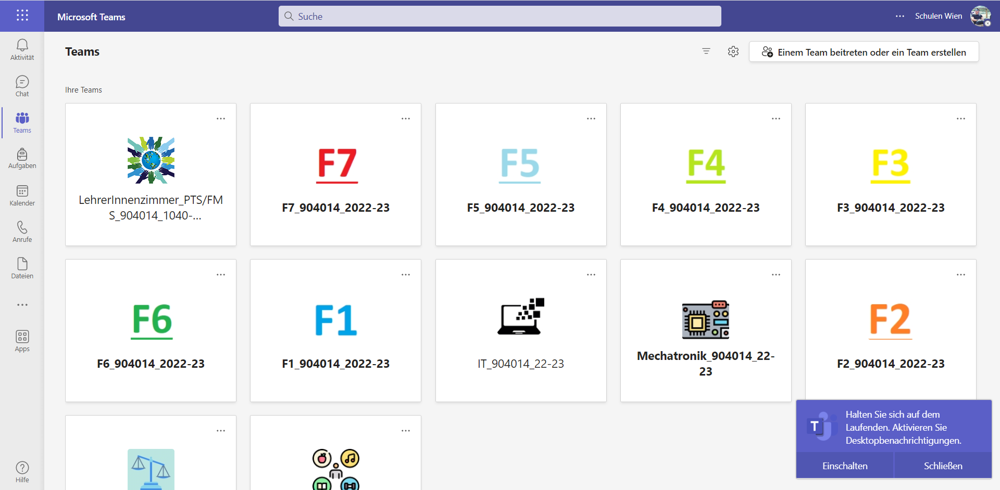 Microsoft Teams
Suche
Schulen Wien
Aktivität
Chat
Teams
Aufgaben
Kalender
Anrufe
Dateien
Apps
Hilfe
Teams
Einem Team beitreten oder ein Team erstellen
Ihre Teams
LehrerInnenzimmer_PTS/FM
S_904014_1040-...
F7
F7_904014_2022-23
F5
F5_904014_2022-23
F4
F4_904014_2022-23
F3
F3_904014_2022-23
F6
F6_904014_2022-23
F1
F1_904014_2022-23
IT_904014_22-23
Mechatronik_904014_22-
23
F2
F2_904014_2022-23
T
Halten Sie sich auf dem
Laufenden. Aktivieren Sie
Desktopbenachrichtigungen.
Einschalten
Schließen